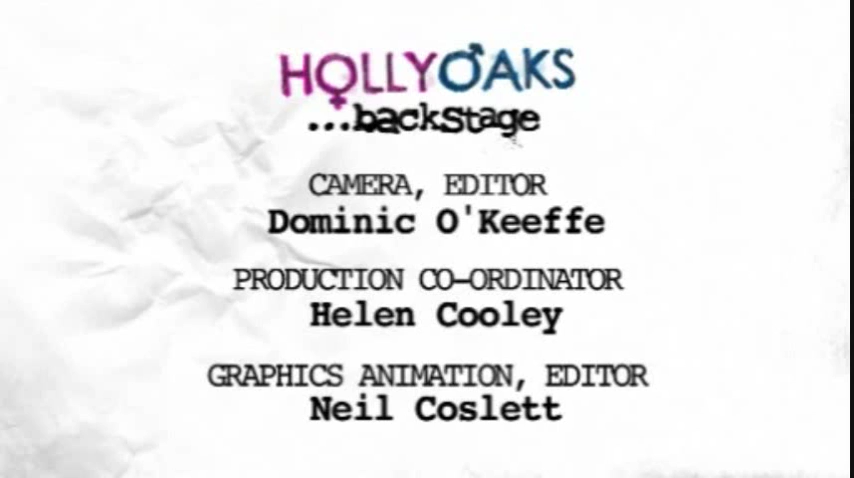 HOLLYOAKS
...backStage
CAMERA, EDITOR
Dominic O'Keeffe
PRODUCTION CO-ORDINATOR
Helen Cooley
GRAPHICS ANIMATION, EDITOR
Neil Coslett